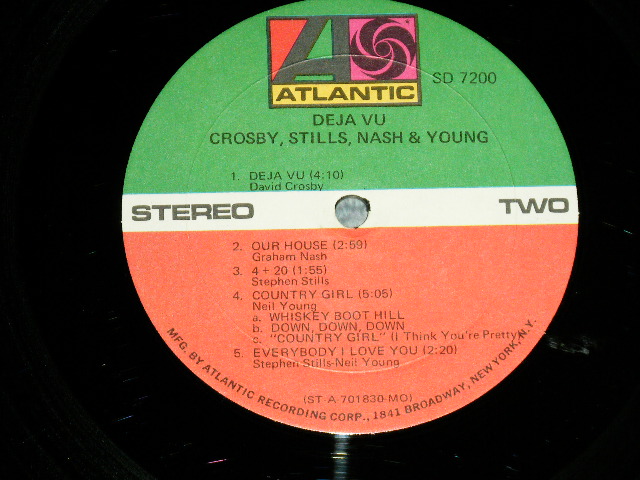 ATLANTIC
SD 7200
DEJA VU
CROSBY, STILLS, NASH & YOUNG
1. DEJA VU (4:10)
David Crosby
STEREO TWO
2. OUR HOUSE (2:59)
Graham Nash
3. 4 + 20 (1:55)
Stephen Stills
4. COUNTRY GIRL (5:05)
Neil Young
a. WHISKEY BOOT HILL
b. DOWN, DOWN, DOWN
c. "COUNTRY GIRL" (I Think You're Pretty)
5. EVERYBODY I LOVE YOU (2:20)
Stephen Stills-Neil Young
(ST-A-701830-MO)
MFG. BY ATLANTIC RECORDING CORP., 1841 BROADWAY, NEW YORK, N.Y.